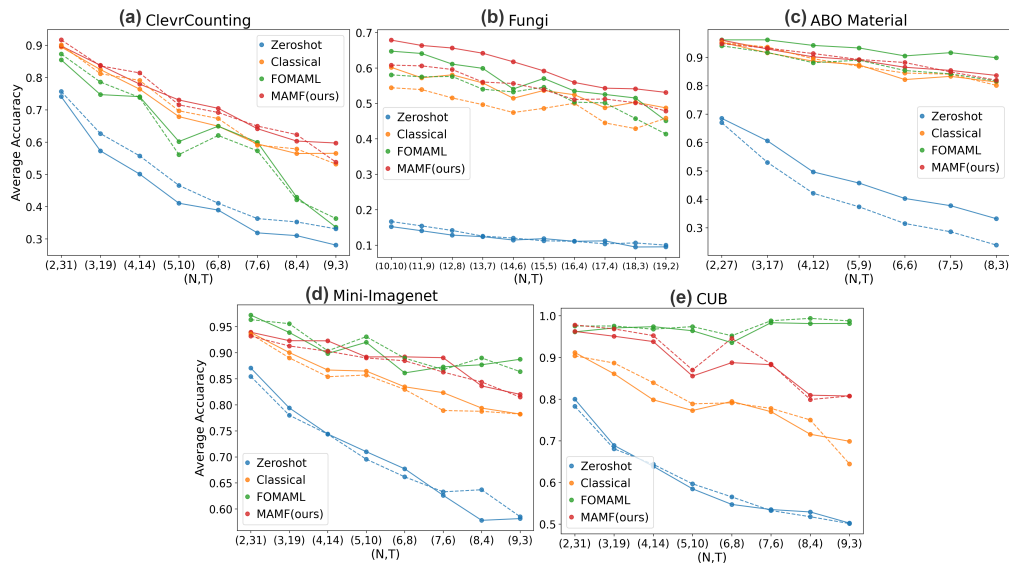 (a) ClevrCounting
Average Accuaracy
0.9
0.8
0.7
0.6
0.5
0.4
0.3
Zeroshot
Classical
FOMAML
MAMF(ours)
(2,31) (3,19) (4,14) (5,10) (6,8) (7,6) (8,4) (9,3)
(N,T)
(b) Fungi
0.7
0.6
0.5
0.4
0.3
0.2
0.1
Zeroshot
Classical
FOMAML
MAMF(ours)
(10,10) (11,9) (12,8) (13,7) (14,6) (15,5) (16,4) (17,4) (18,3) (19,2)
(N,T)
(c) ABO Material
0.9
0.8
0.7
0.6
0.5
0.4
0.3
Zeroshot
Classical
FOMAML
MAMF(ours)
(2,27) (3,17) (4,12) (5,9) (6,6) (7,5) (8,3)
(N,T)
(d) Mini-Imagenet
Average Accuaracy
0.95
0.90
0.85
0.80
0.75
0.70
0.65
0.60
Zeroshot
Classical
FOMAML
MAMF(ours)
(2,31) (3,19) (4,14) (5,10) (6,8) (7,6) (8,4) (9,3)
(N,T)
(e) CUB
1.0
0.9
0.8
0.7
0.6
0.5
Zeroshot
Classical
FOMAML
MAMF(ours)
(2,31) (3,19) (4,14) (5,10) (6,8) (7,6) (8,4) (9,3)
(N,T)